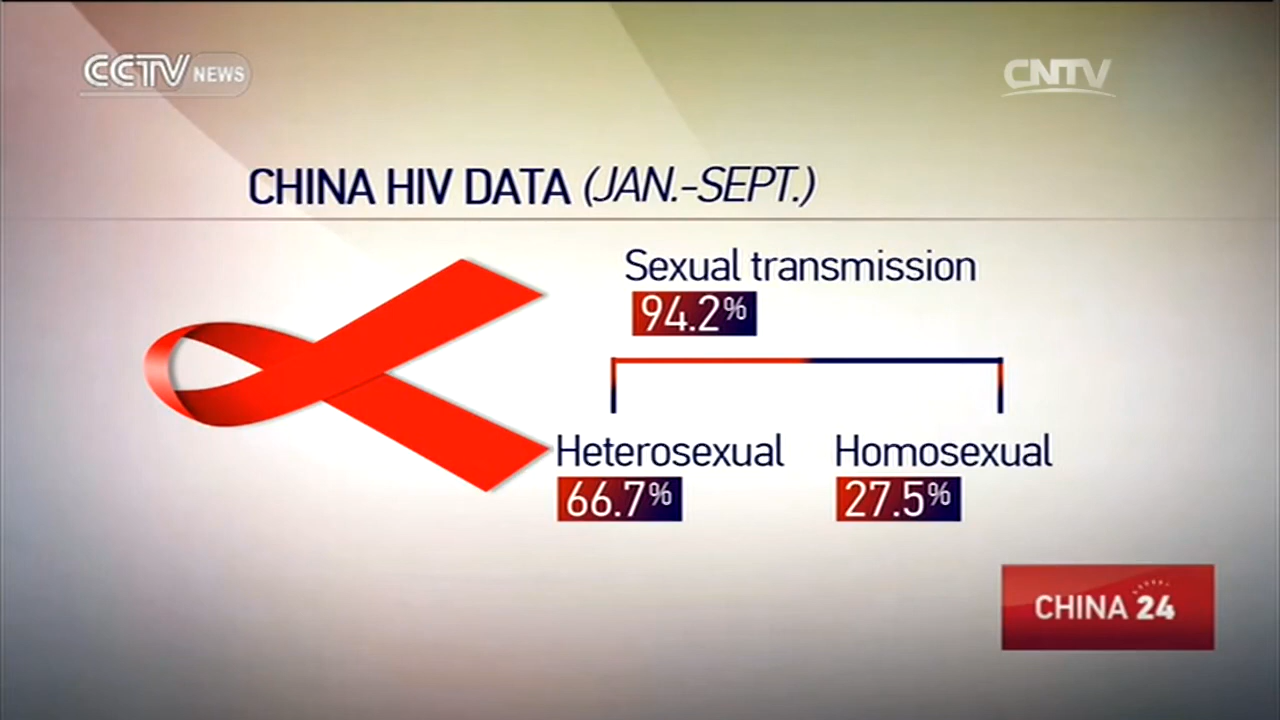 CCTV NEWS
CNTV
CHINA HIV DATA (JAN.-SEPT.)
Sexual transmission
94.2%
Heterosexual Homosexual
66.7% 27.5%
CHINA 24